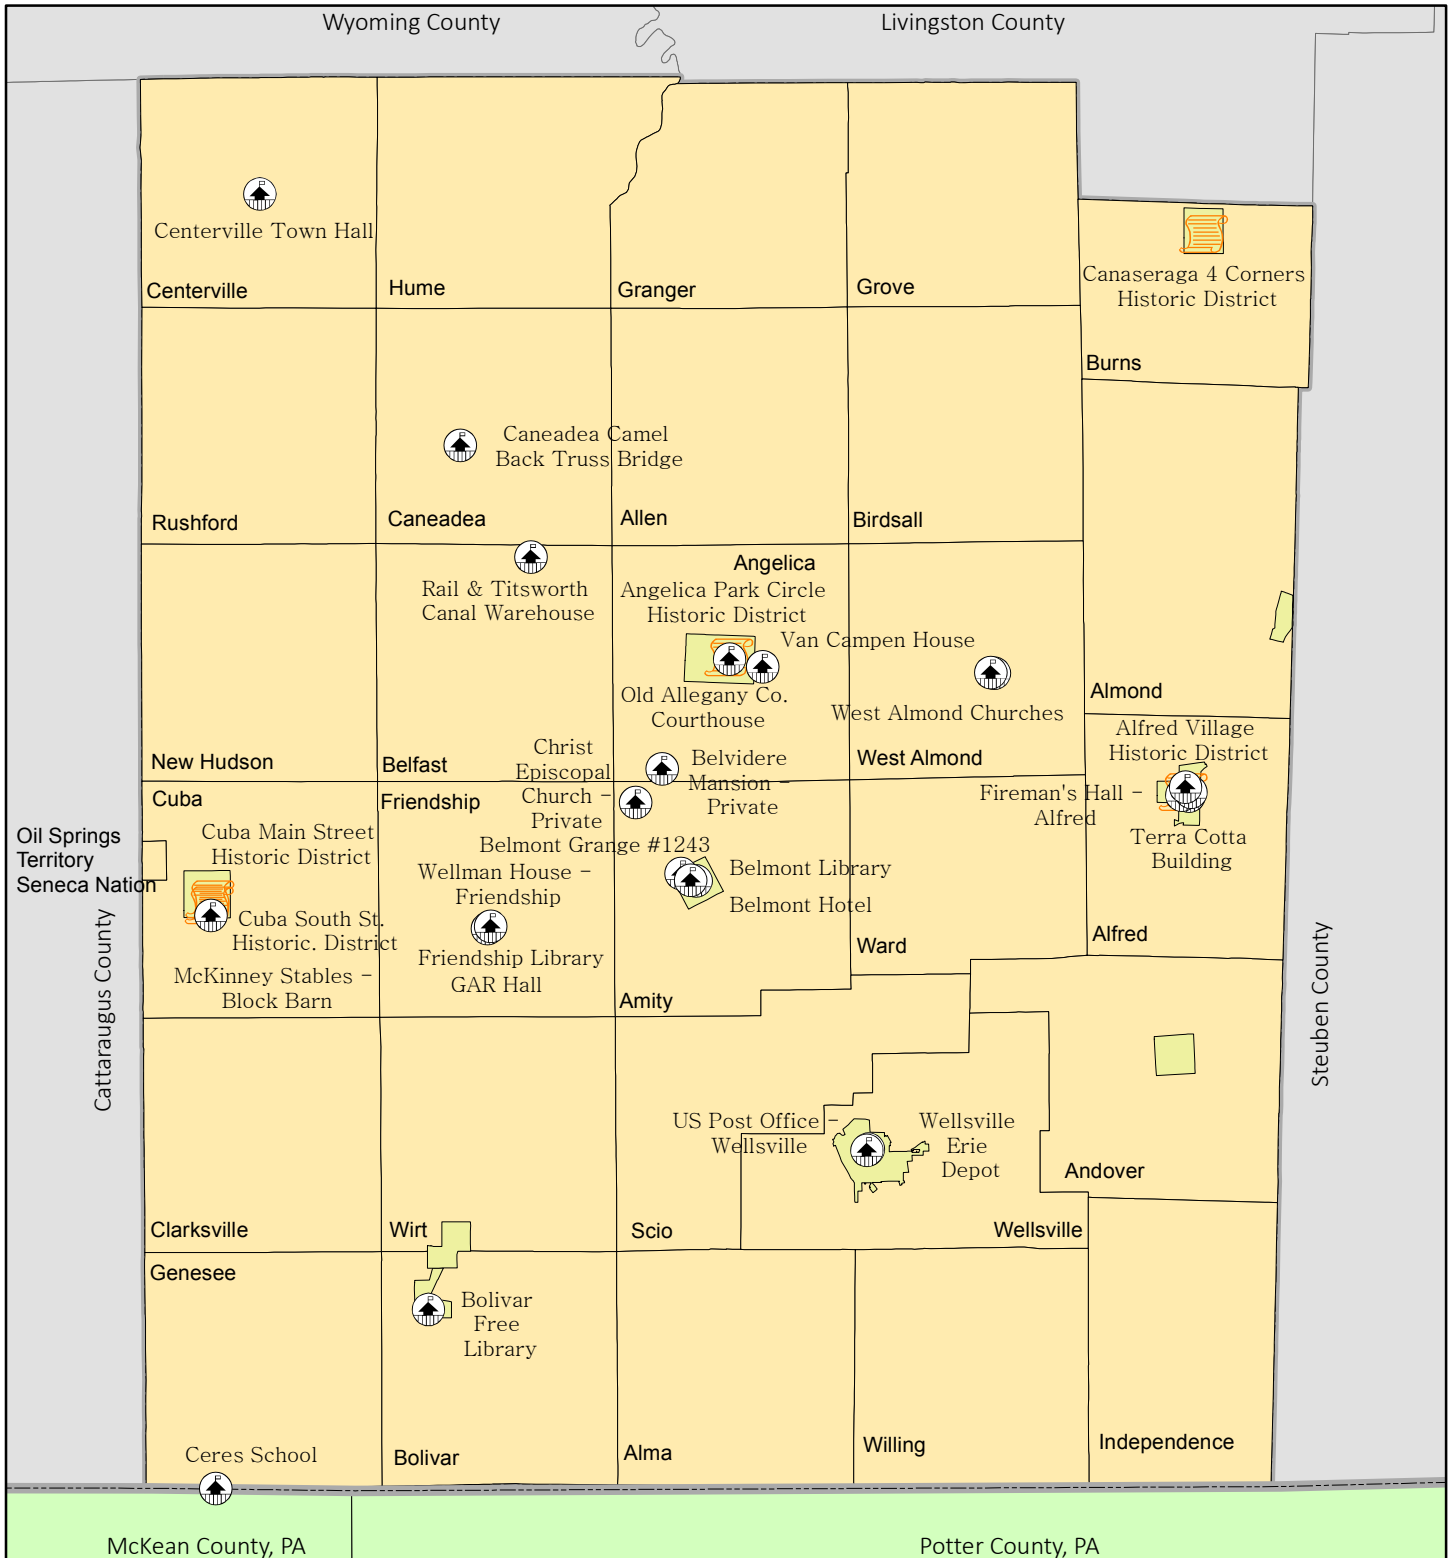 Wyoming County
Livingston County
Centerville Town Hall
Centerville
Hume
Granger
Grove
Canaseraga 4 Corners
Historic District
Burns
Caneadea Camel
Back Truss Bridge
Rushford
Caneadea
Allen
Birdsall
Rail & Titsworth
Canal Warehouse
Angelica
Angelica Park Circle
Historic District
Van Campen House
Old Allegany Co.
Courthouse
West Almond Churches
Almond
New Hudson
Belfast
West Almond
Christ
Episcopal
Church -
Private
Belvidere
Mansion -
Private
Alfred Village
Historic District
Fireman's Hall -
Alfred
Terra Cotta
Building
Cuba
Friendship
Oil Springs
Territory
Seneca Nation
Cuba Main Street
Historic District
Cuba South St.
Historic. District
McKinney Stables -
Block Barn
Belmont Grange #1243
Wellman House -
Friendship
Friendship Library
GAR Hall
Belmont Library
Belmont Hotel
Amity
Ward
Alfred
Cattaraugus County
Steuben County
US Post Office -
Wellsville
Wellsville
Erie
Depot
Andover
Clarksville
Wirt
Scio
Wellsville
Genesee
Bolivar
Free
Library
Ceres School
Bolivar
Alma
Willing
Independence
McKean County, PA
Potter County, PA